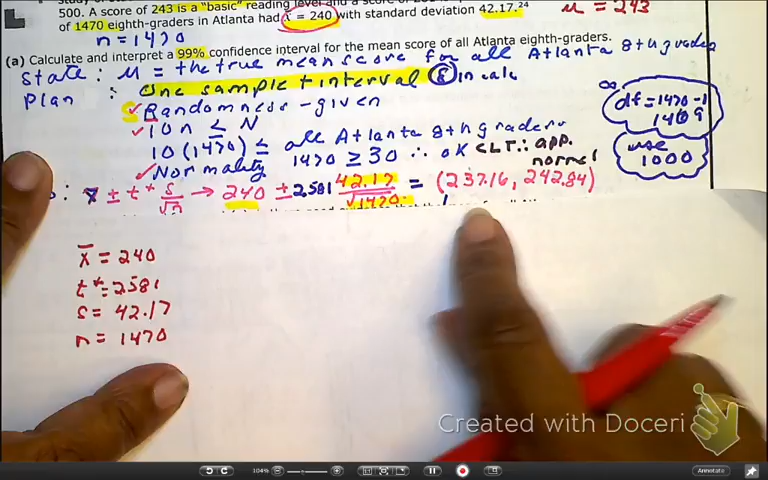 500. A score of 243 is a "basic" reading level and a score of
of 1470 eighth-graders in Atlanta had x̄ = 240 with standard deviation 42.17.24
μ = 243
n = 1470
(a) Calculate and interpret a 99% confidence interval for the mean score of all Atlanta eighth-graders.
State: μ = the true mean score for all Atlanta 8th graders
Plan : One sample t interval 8 in calc
Randomness - given
10n ≤ N
10(1470) ≤ all Atlanta 8th graders
Normality 1470 ≥ 30 ∴ OK CLT ∴ app. normal
df = 1470 - 1
1469
use
1000
: x̄ ± t* s/√n → 240 ± 2.581 42.17/√1470 = (237.16, 242.84)
x̄ = 240
t* = 2.581
s = 42.17
n = 1470
Created with Doceri
104%
Annotate